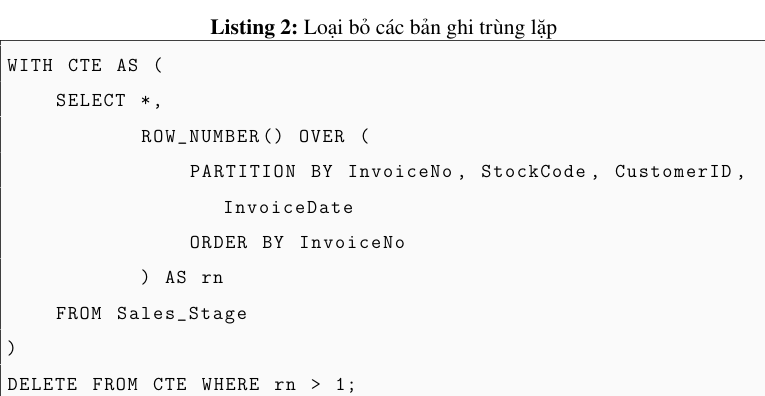 Listing 2: Loại bỏ các bản ghi trùng lặp
WITH CTE AS (
    SELECT *,
           ROW_NUMBER() OVER (
               PARTITION BY InvoiceNo, StockCode, CustomerID,
                  InvoiceDate
               ORDER BY InvoiceNo
           ) AS rn
    FROM Sales_Stage
)
DELETE FROM CTE WHERE rn > 1;